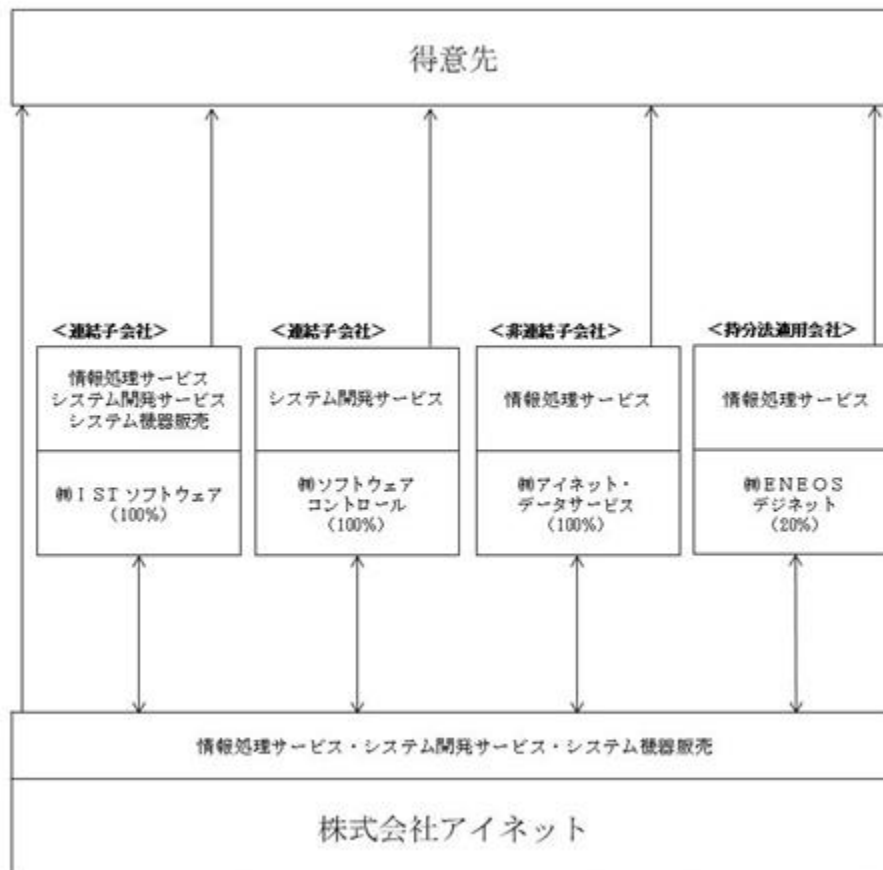 得意先
＜連結子会社＞
情報処理サービス
システム開発サービス
システム機器販売
㈱ＩＳＴソフトウェア
(100%)
＜連結子会社＞
システム開発サービス
㈱ソフトウェア
コントロール
(100%)
＜非連結子会社＞
情報処理サービス
㈱アイネット・
データサービス
(100%)
＜持分法適用会社＞
情報処理サービス
㈱ＥＮＥＯＳ
デジネット
(20%)
情報処理サービス・システム開発サービス・システム機器販売
株式会社アイネット